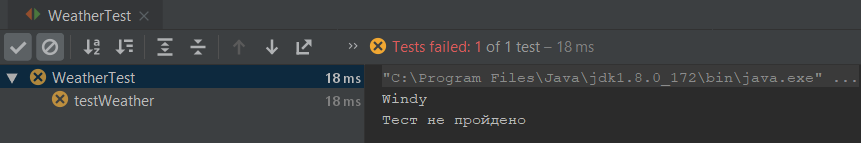 WeatherTest
Tests failed: 1 of 1 test – 18 ms
WeatherTest 18 ms
testWeather 18 ms
"C:\Program Files\Java\jdk1.8.0_172\bin\java.exe" ...
Windy
Тест не пройдено